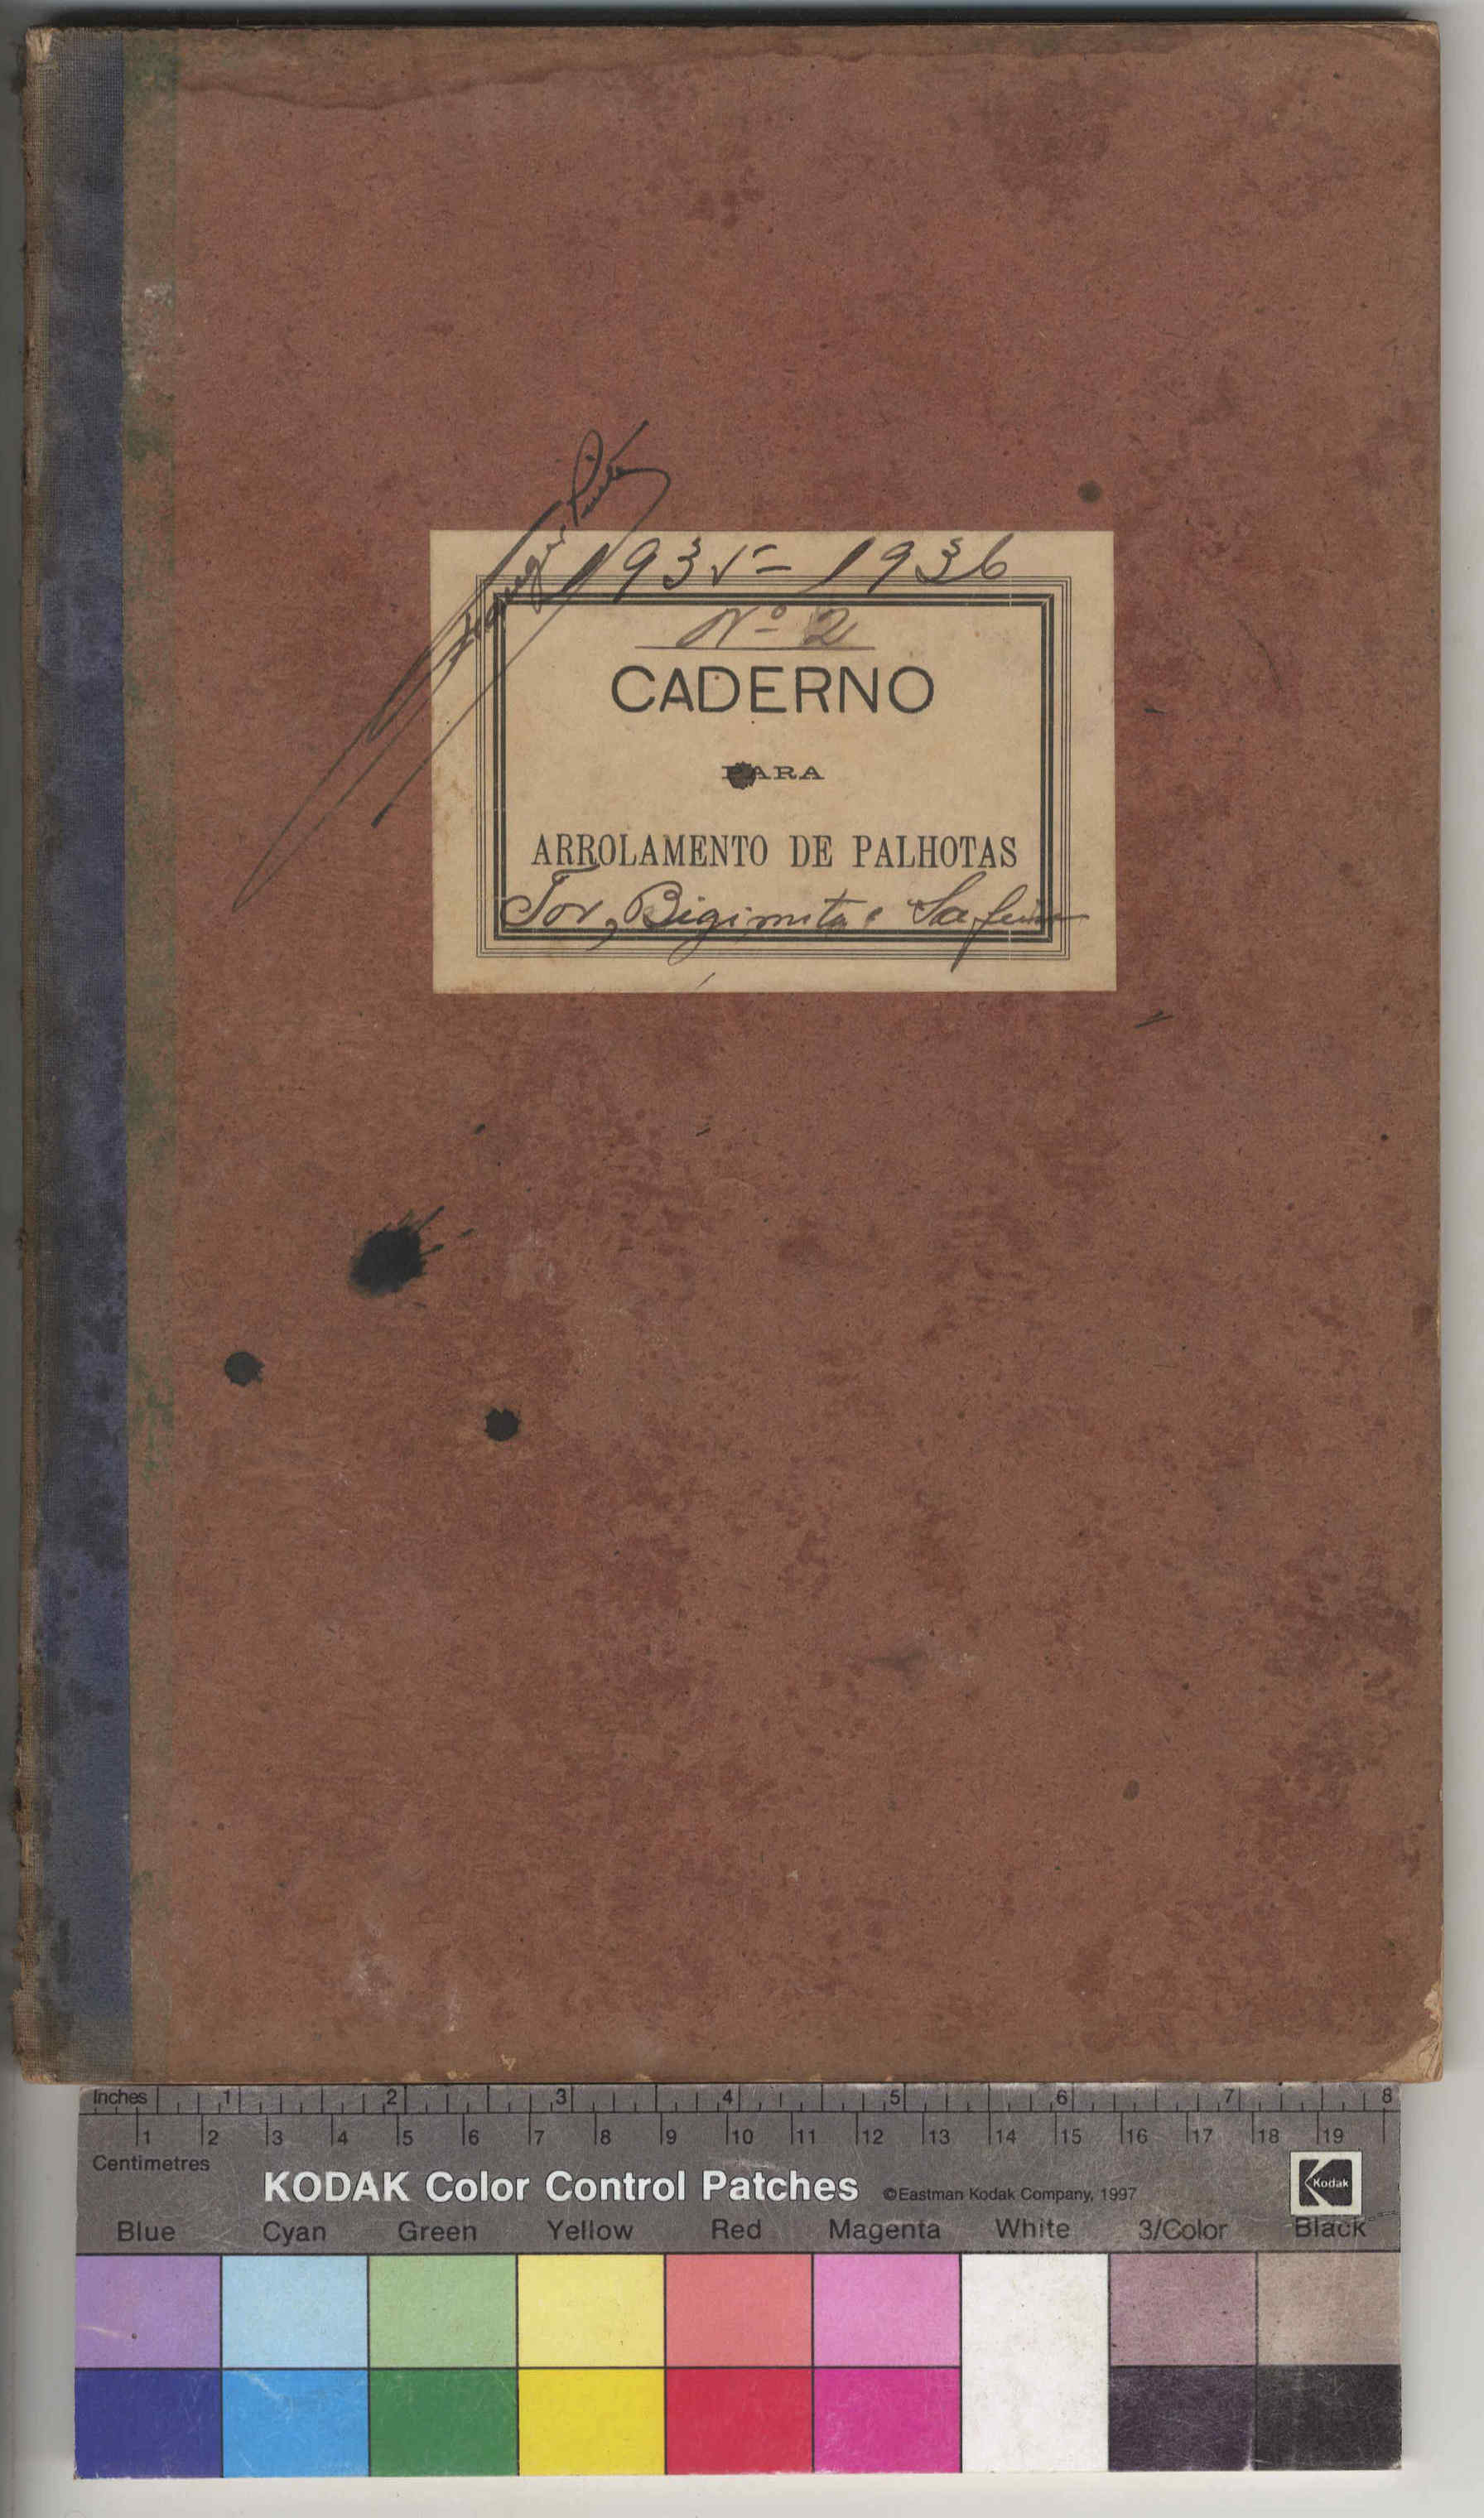 1935 - 1936
Nº 2
CADERNO
PARA
ARROLAMENTO DE PALHOTAS
Tor, Bigimita e Safim
Inches 1 2 3 4 5 6 7 8
1 2 3 4 5 6 7 8 9 10 11 12 13 14 15 16 17 18 19
Centimetres
KODAK Color Control Patches ©Eastman Kodak Company, 1997 Kodak
Blue Cyan Green Yellow Red Magenta White 3/Color Black